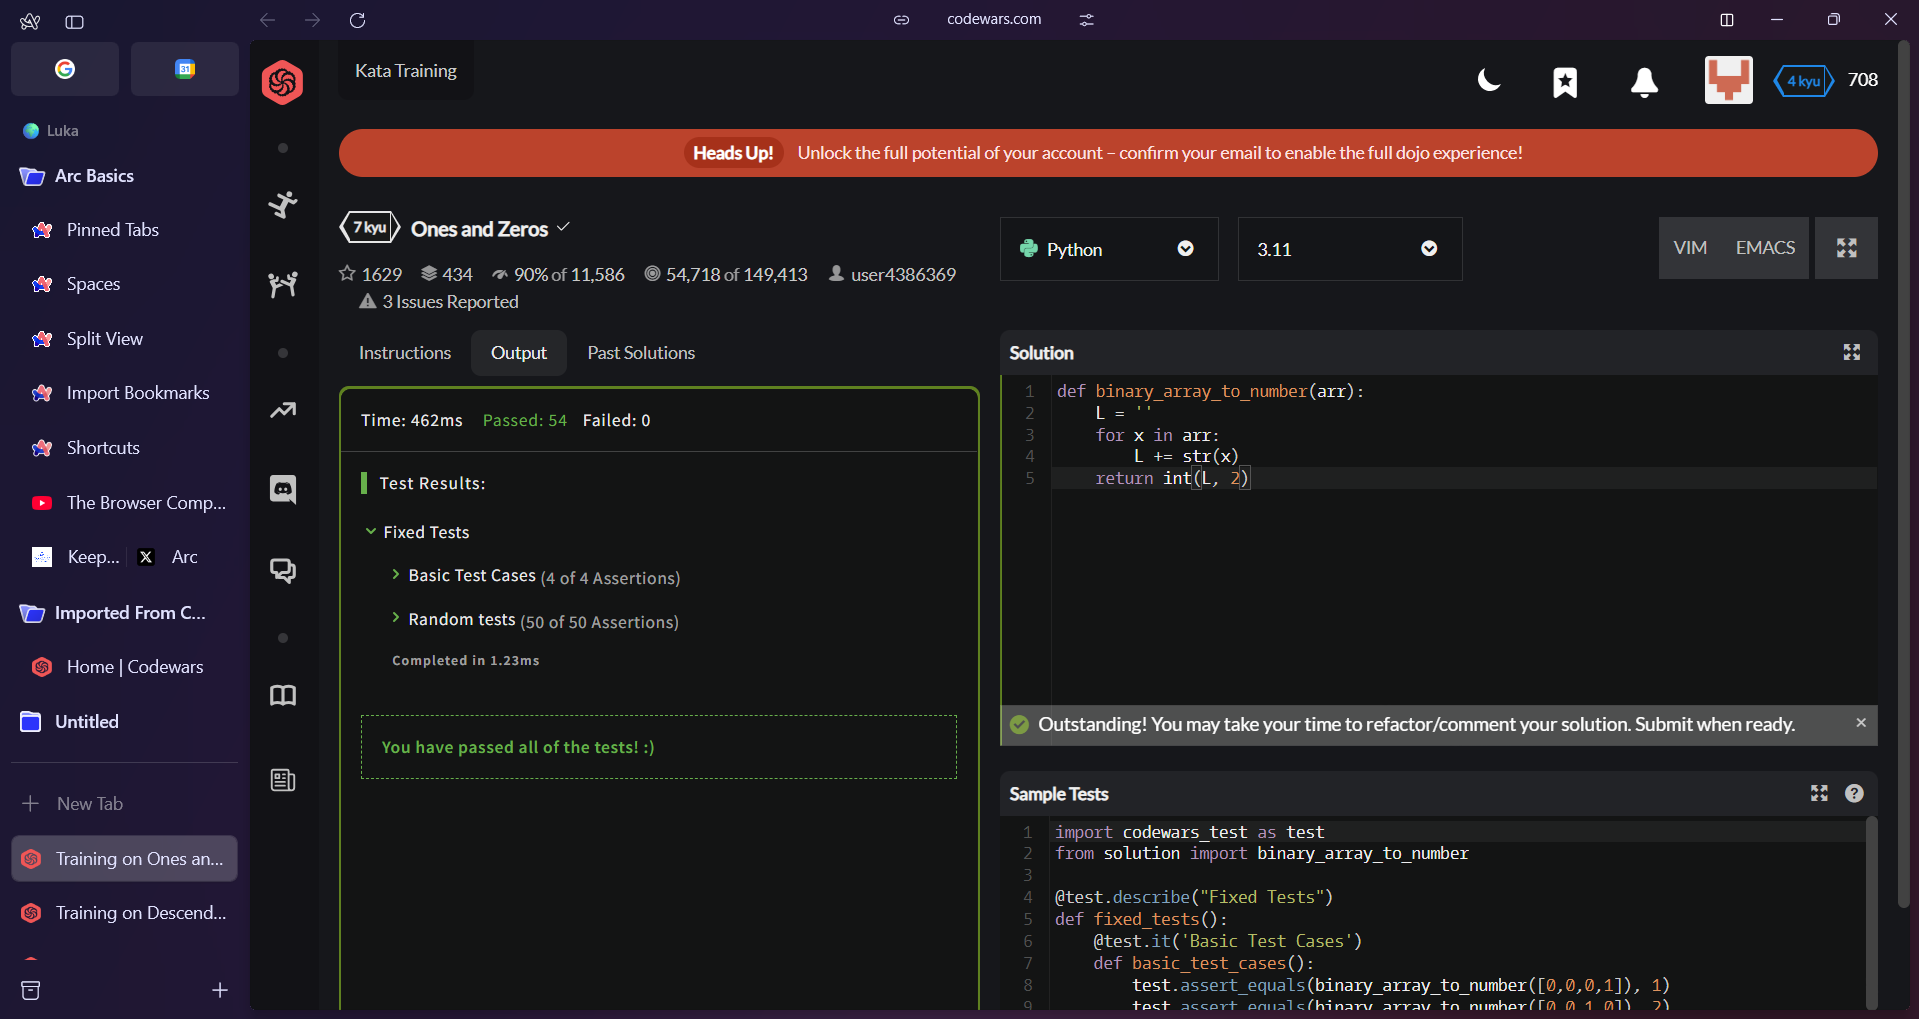 codewars.com
31
Luka
Arc Basics
Pinned Tabs
Spaces
Split View
Import Bookmarks
Shortcuts
The Browser Comp...
Keep...
X
Arc
Imported From C...
Home | Codewars
Untitled
New Tab
Training on Ones an...
Training on Descend...
Kata Training
4 kyu
708
Heads Up! Unlock the full potential of your account – confirm your email to enable the full dojo experience!
7 kyu
Ones and Zeros
1629 434 90% of 11,586 54,718 of 149,413 user4386369
3 Issues Reported
Python
3.11
VIM EMACS
Instructions
Output
Past Solutions
Time: 462ms Passed: 54 Failed: 0
Test Results:
Fixed Tests
Basic Test Cases (4 of 4 Assertions)
Random tests (50 of 50 Assertions)
Completed in 1.23ms
You have passed all of the tests! :)
Solution
1 def binary_array_to_number(arr):
2 L = ''
3 for x in arr:
4 L += str(x)
5 return int(L, 2)
Outstanding! You may take your time to refactor/comment your solution. Submit when ready.
Sample Tests
?
1 import codewars_test as test
2 from solution import binary_array_to_number
3
4 @test.describe("Fixed Tests")
5 def fixed_tests():
6 @test.it('Basic Test Cases')
7 def basic_test_cases():
8 test.assert_equals(binary_array_to_number([0,0,0,1]), 1)
9 test.assert_equals(binary_array_to_number([0,0,1,0]), 2)